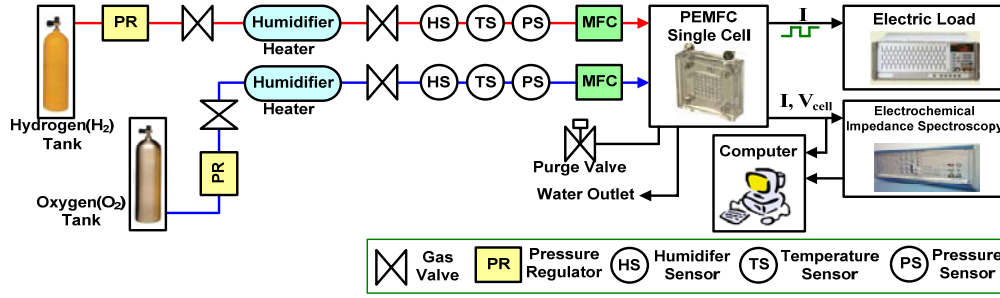 PR
Humidifier
Heater
HS
TS
PS
MFC
PEMFC
Single Cell
I
Electric Load
Hydrogen(H₂)
Tank
Humidifier
Heater
HS
TS
PS
MFC
I, Vcell
Electrochemical
Impedance Spectroscopy
Oxygen(O₂)
Tank
PR
Purge Valve
Water Outlet
Computer
Gas
Valve
PR
Pressure
Regulator
HS
Humidifer
Sensor
TS
Temperature
Sensor
PS
Pressure
Sensor